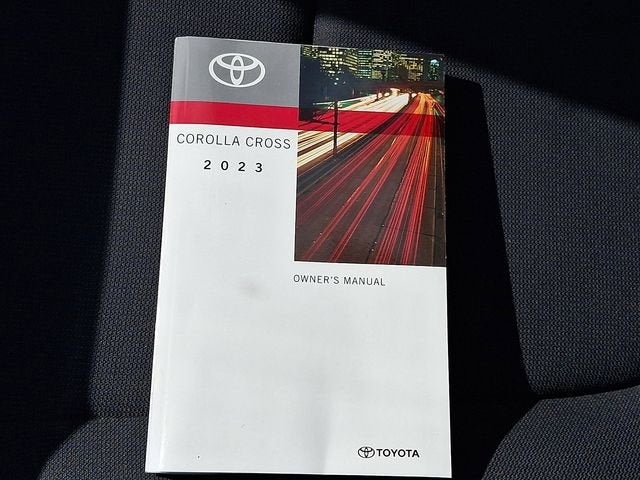 COROLLA CROSS
2023
OWNER'S MANUAL
TOYOTA